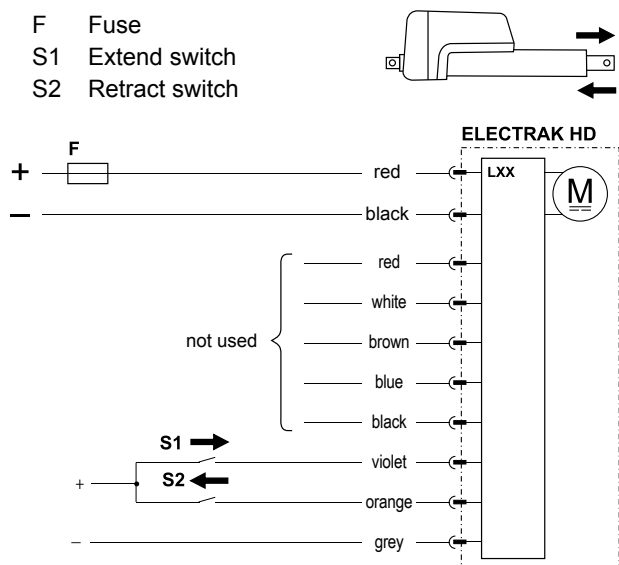 F Fuse
S1 Extend switch
S2 Retract switch
ELECTRAK HD
F
+ red LXX M
− black
red
white
not used brown
blue
black
S1
violet
+ S2
orange
− grey